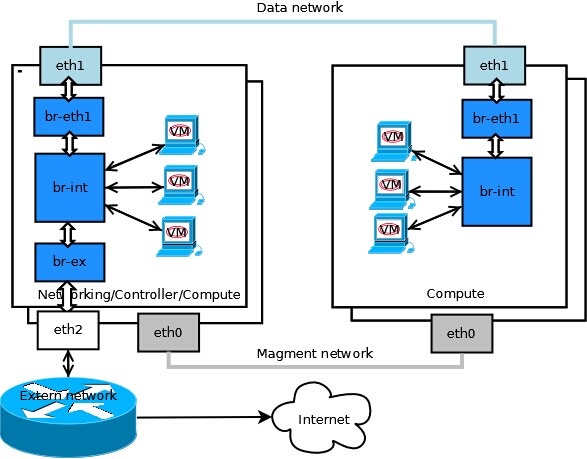 Data network
eth1
eth1
br-eth1
br-eth1
VM
VM
br-int
VM
VM
br-int
VM
VM
br-ex
Networking/Controller/Compute
Compute
eth2
eth0
eth0
Magment network
Extern network
Internet